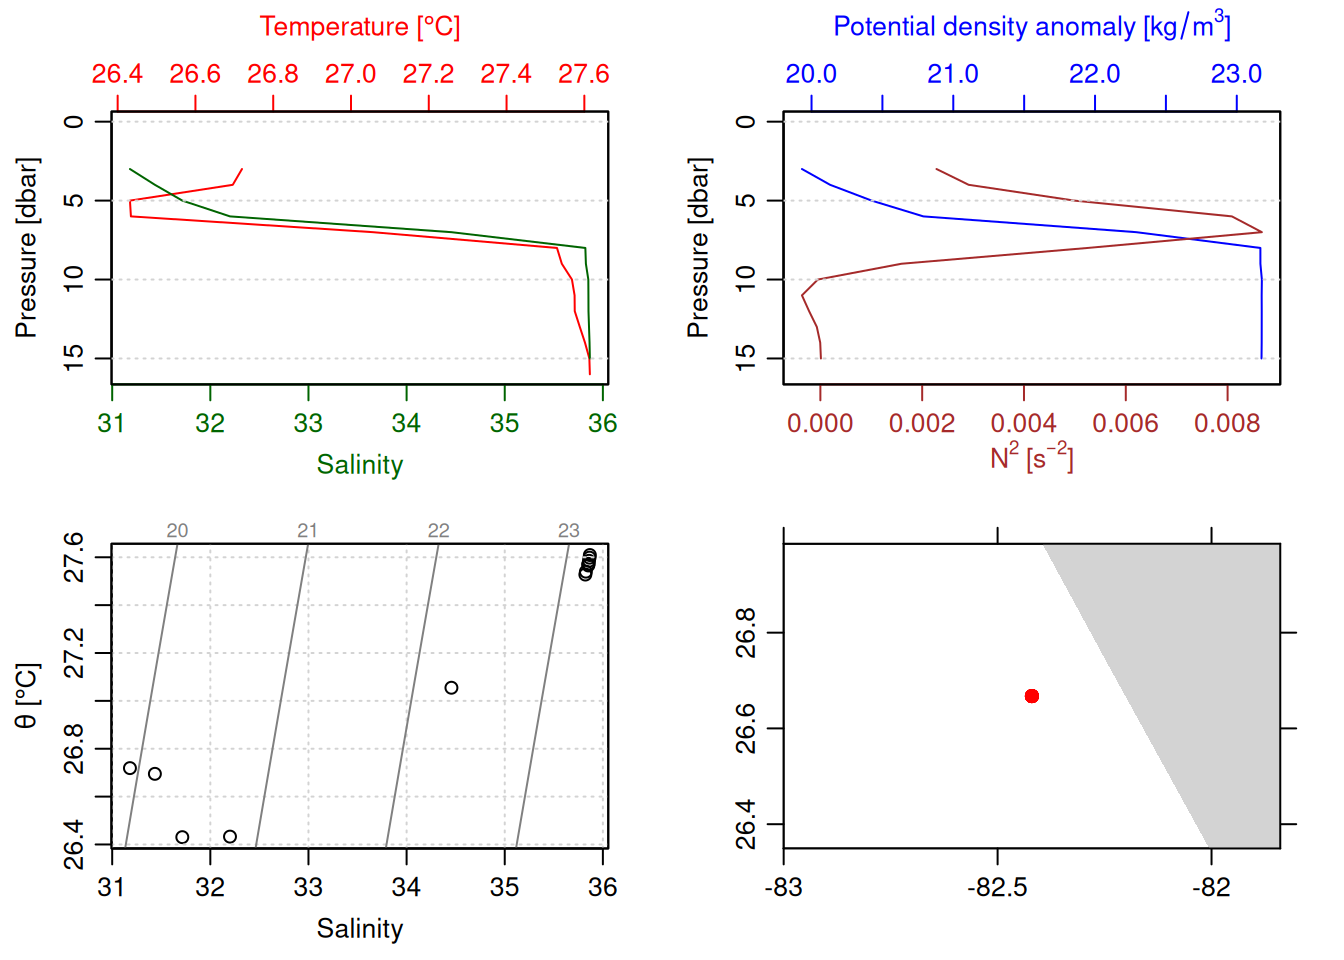 Temperature [°C]
26.4 26.6 26.8 27.0 27.2 27.4 27.6
0
5
10
15
Pressure [dbar]
31 32 33 34 35 36
Salinity
Potential density anomaly [kg/m³]
20.0 21.0 22.0 23.0
0
5
10
15
Pressure [dbar]
0.000 0.002 0.004 0.006 0.008
N² [s⁻²]
20 21 22 23
27.6
27.2
26.8
26.4
θ [°C]
31 32 33 34 35 36
Salinity
26.8
26.6
26.4
-83 -82.5 -82